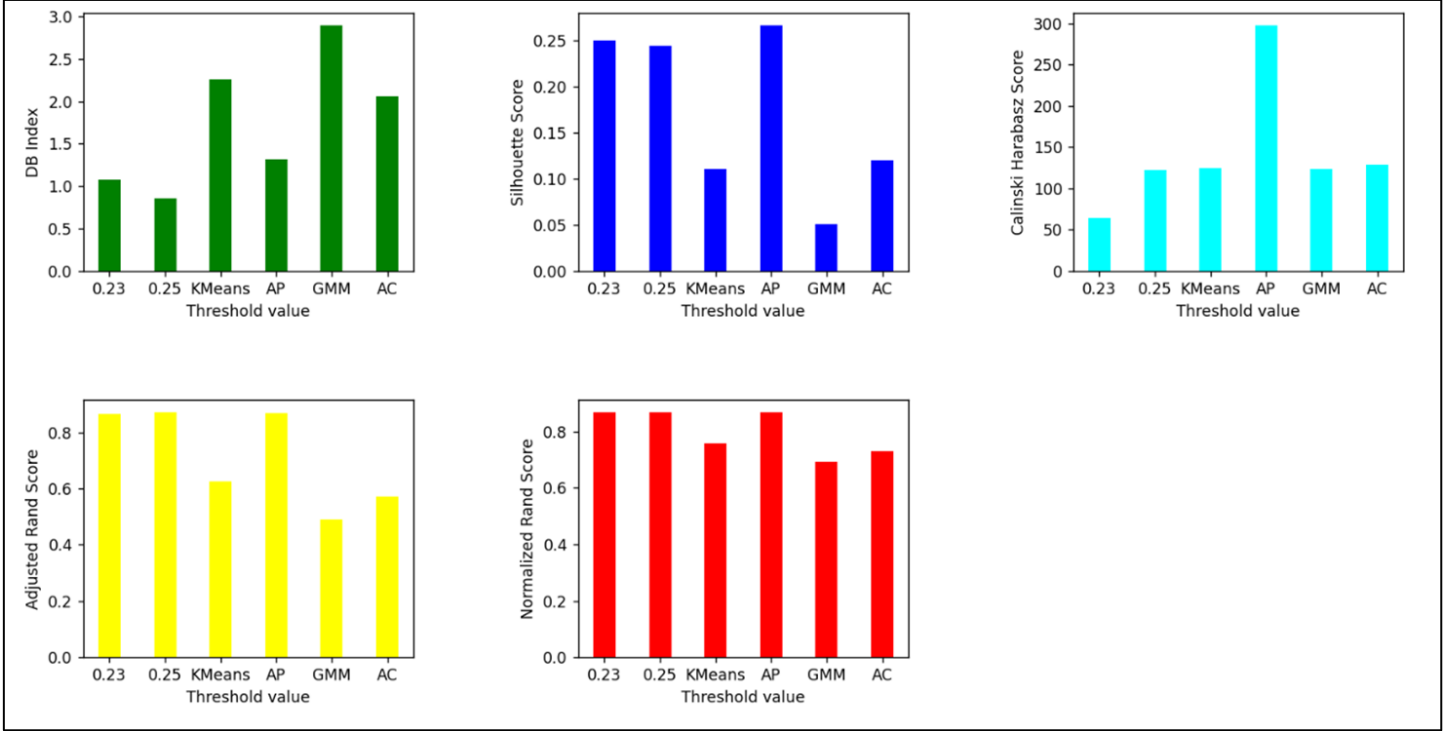 DB Index
3.0
2.5
2.0
1.5
1.0
0.5
0.0
0.23 0.25 KMeans AP GMM AC
Threshold value
Silhouette Score
0.25
0.20
0.15
0.10
0.05
0.00
0.23 0.25 KMeans AP GMM AC
Threshold value
Calinski Harabasz Score
300
250
200
150
100
50
0
0.23 0.25 KMeans AP GMM AC
Threshold value
Adjusted Rand Score
0.8
0.6
0.4
0.2
0.0
0.23 0.25 KMeans AP GMM AC
Threshold value
Normalized Rand Score
0.8
0.6
0.4
0.2
0.0
0.23 0.25 KMeans AP GMM AC
Threshold value